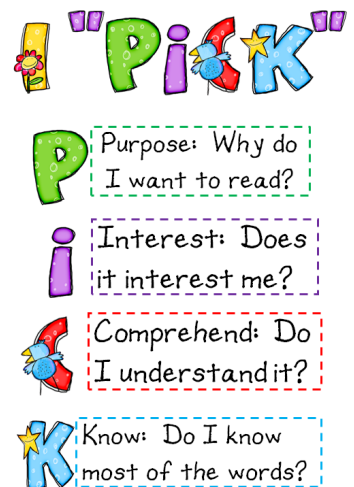 I "PiCK"
P
Purpose: Why do
I want to read?
i
Interest: Does
it interest me?
C
Comprehend: Do
I understand it?
K
Know: Do I know
most of the words?